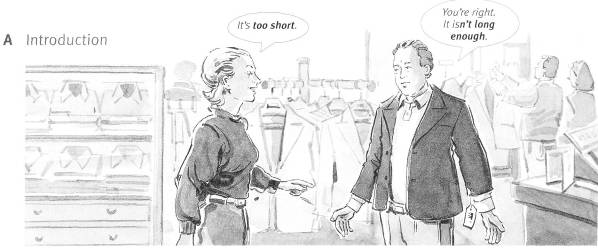 A Introduction
It's too short.
You're right.
It isn't long
enough.